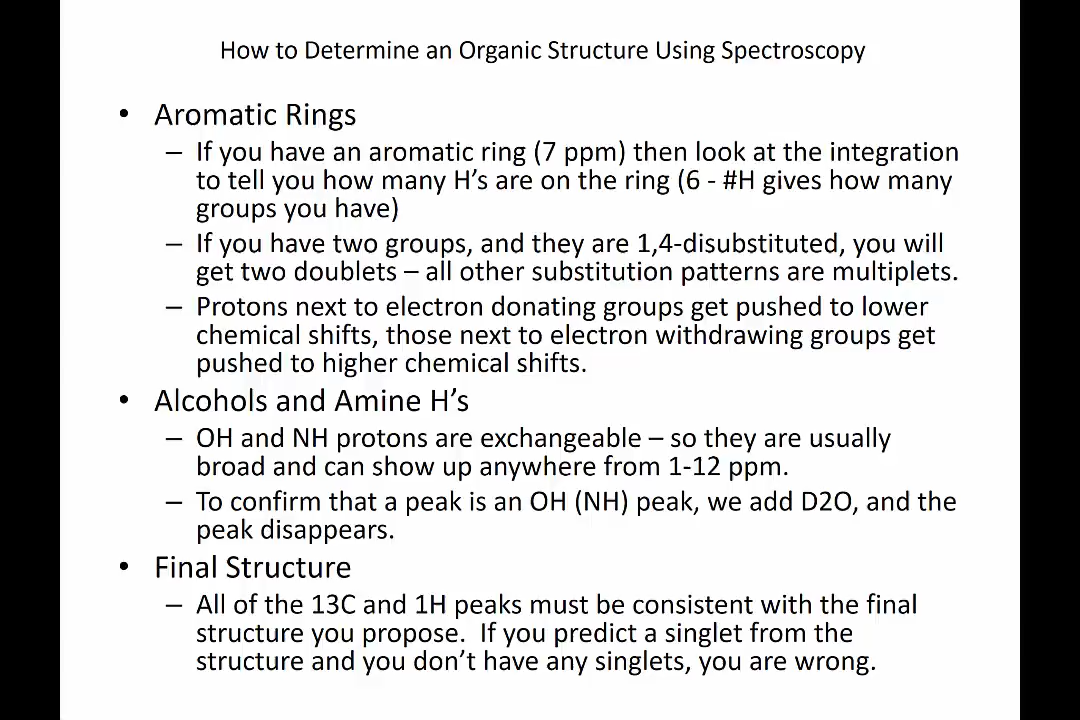 How to Determine an Organic Structure Using Spectroscopy
• Aromatic Rings
– If you have an aromatic ring (7 ppm) then look at the integration
to tell you how many H's are on the ring (6 - #H gives how many
groups you have)
– If you have two groups, and they are 1,4-disubstituted, you will
get two doublets – all other substitution patterns are multiplets.
– Protons next to electron donating groups get pushed to lower
chemical shifts, those next to electron withdrawing groups get
pushed to higher chemical shifts.
• Alcohols and Amine H's
– OH and NH protons are exchangeable – so they are usually
broad and can show up anywhere from 1-12 ppm.
– To confirm that a peak is an OH (NH) peak, we add D2O, and the
peak disappears.
• Final Structure
– All of the 13C and 1H peaks must be consistent with the final
structure you propose.  If you predict a singlet from the
structure and you don't have any singlets, you are wrong.